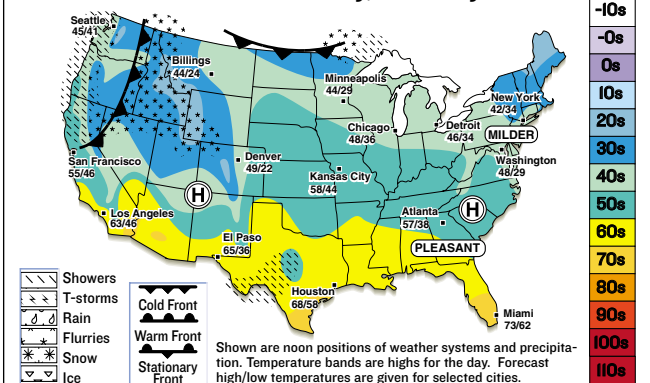 Seattle
45/41
Billings
44/24
Minneapolis
44/29
New York
42/34
Chicago
48/36
Detroit
46/34
MILDER
San Francisco
55/46
Denver
49/22
Kansas City
58/44
Washington
48/29
H
Los Angeles
63/46
Atlanta
57/38
H
El Paso
65/36
PLEASANT
Houston
68/58
Miami
73/62
-10s
-0s
0s
10s
20s
30s
40s
50s
60s
70s
80s
90s
100s
110s
Showers
T-storms
Rain
Flurries
Snow
Ice
Cold Front
Warm Front
Stationary
Front
Shown are noon positions of weather systems and precipita-
tion. Temperature bands are highs for the day. Forecast
high/low temperatures are given for selected cities.